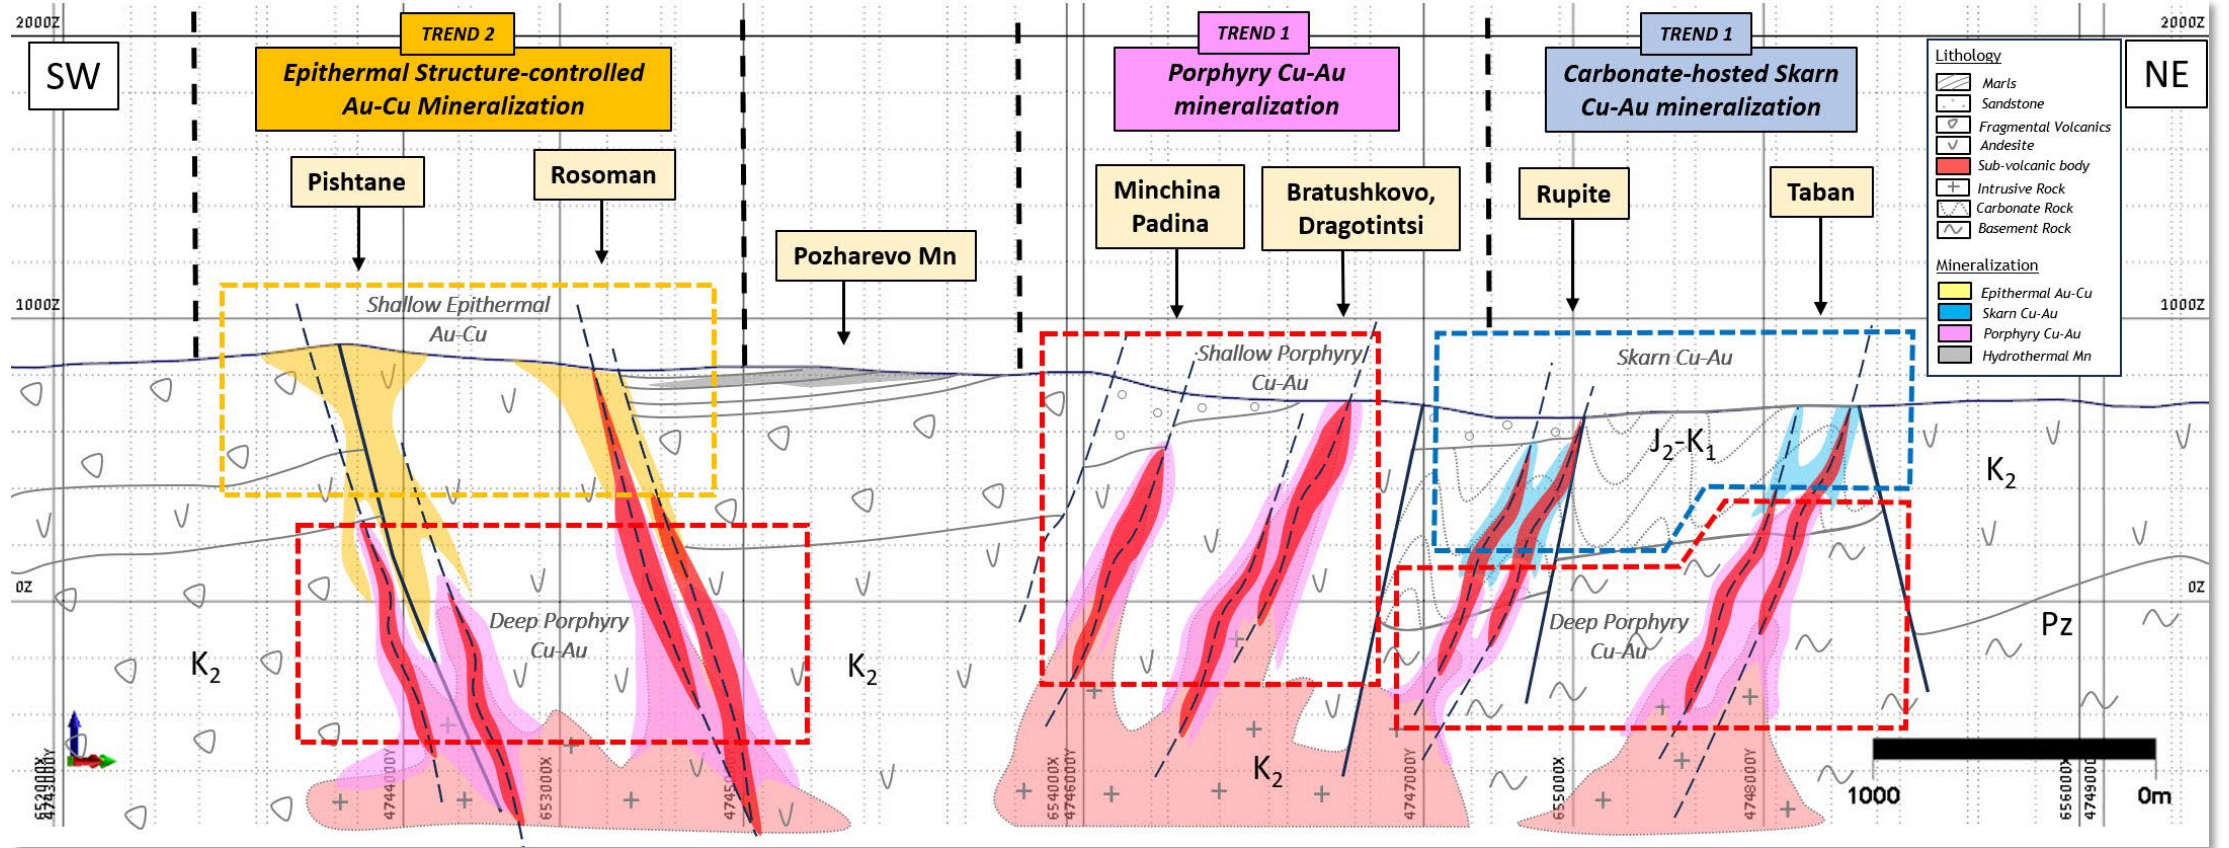 2000Z
2000Z
SW
TREND 2
Epithermal Structure-controlled
Au-Cu Mineralization
TREND 1
Porphyry Cu-Au
mineralization
TREND 1
Carbonate-hosted Skarn
Cu-Au mineralization
NE
Lithology
Marls
Sandstone
Fragmental Volcanics
Andesite
Sub-volcanic body
Intrusive Rock
Carbonate Rock
Basement Rock
Mineralization
Epithermal Au-Cu
Skarn Cu-Au
Porphyry Cu-Au
Hydrothermal Mn
Pishtane
Rosoman
Pozharevo Mn
Minchina
Padina
Bratushkovo,
Dragotintsi
Rupite
Taban
1000Z
1000Z
Shallow Epithermal
Au-Cu
Shallow Porphyry
Cu-Au
Skarn Cu-Au
J2-K1
K2
0Z
0Z
Deep Porphyry
Cu-Au
Deep Porphyry
Cu-Au
Pz
K2
K2
K2
652000X
4743000Y
4744000Y
653000X
654000X
4746000Y
4747000Y
655000X
4748000Y
656000X
1000
0m